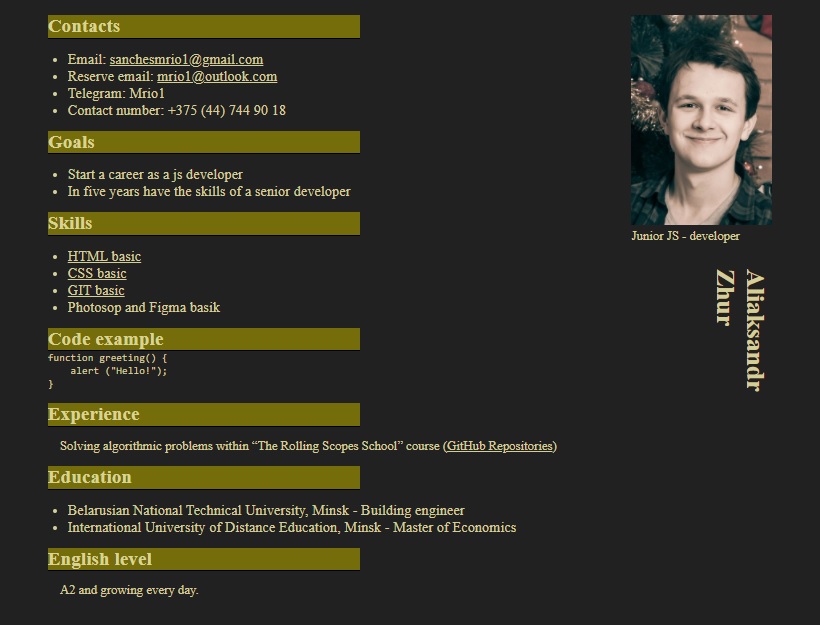 Contacts
Email: sanchesmrio1@gmail.com
Reserve email: mrio1@outlook.com
Telegram: Mrio1
Contact number: +375 (44) 744 90 18
Goals
Start a career as a js developer
In five years have the skills of a senior developer
Skills
HTML basic
CSS basic
GIT basic
Photosop and Figma basik
Code example
function greeting() {
    alert ("Hello!");
}
Experience
Solving algorithmic problems within “The Rolling Scopes School” course (GitHub Repositories)
Education
Belarusian National Technical University, Minsk - Building engineer
International University of Distance Education, Minsk - Master of Economics
English level
A2 and growing every day.
Junior JS - developer
Aliaksandr
Zhur